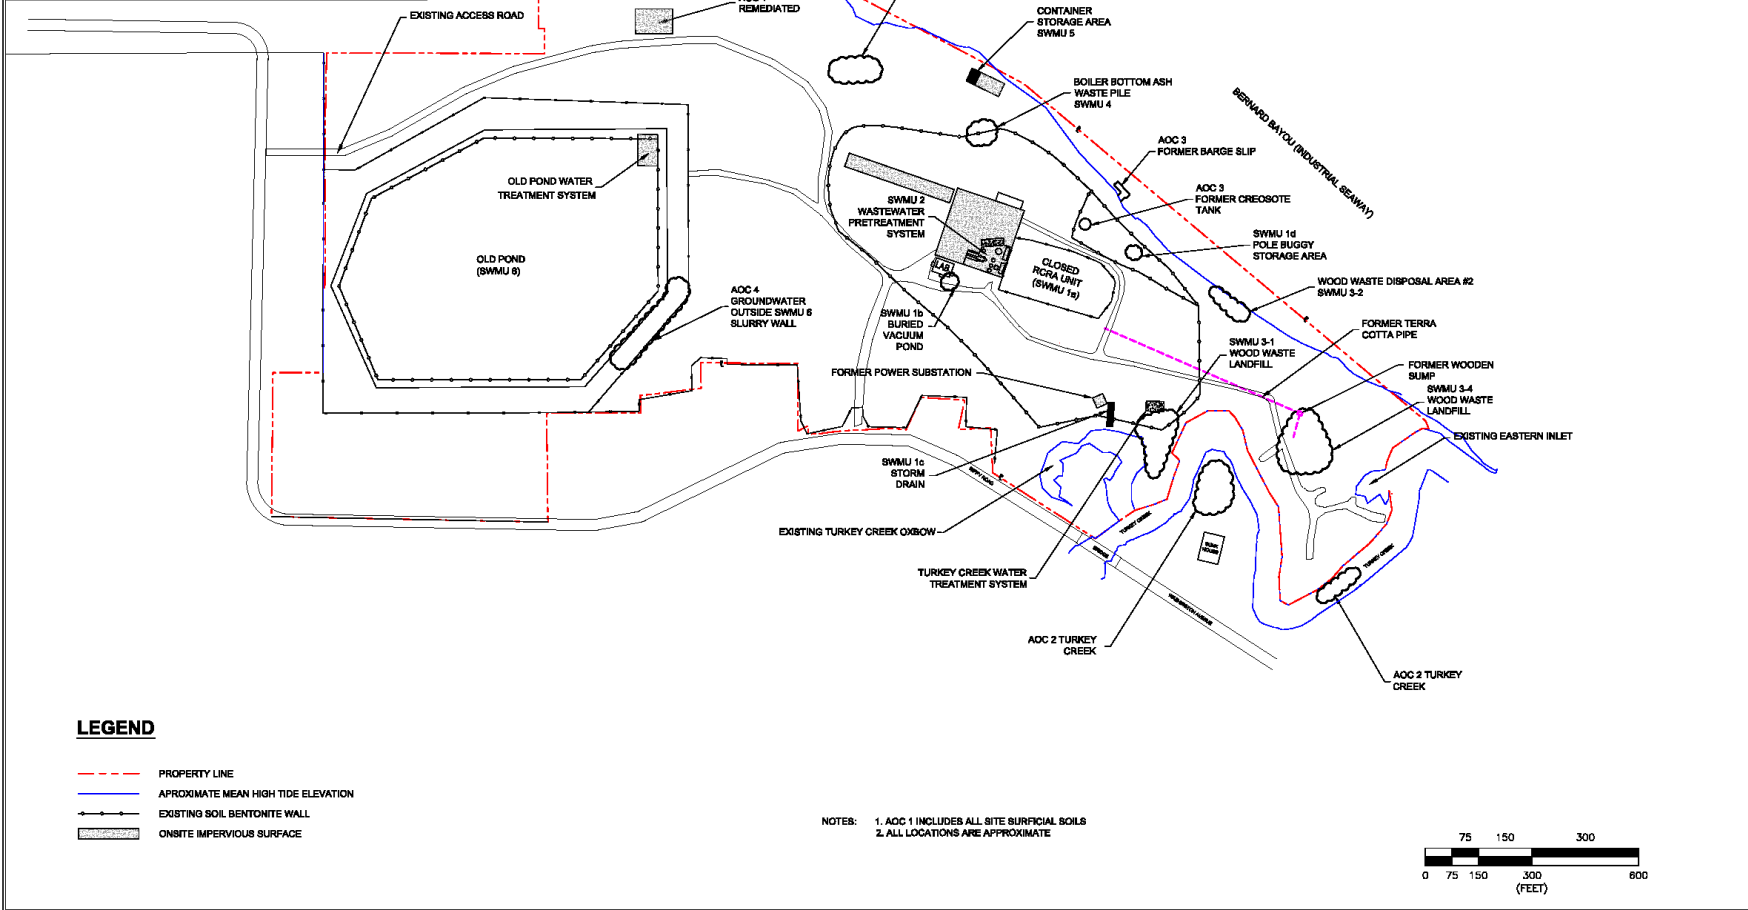 EXISTING ACCESS ROAD
REMEDIATED
CONTAINER
STORAGE AREA
SWMU 5
BOILER BOTTOM ASH
WASTE PILE
SWMU 4
BERNARD BAYOU (INDUSTRIAL SEAWAY)
AOC 3
FORMER BARGE SLIP
AOC 3
FORMER CREOSOTE
TANK
SWMU 1d
POLE BUGGY
STORAGE AREA
WOOD WASTE DISPOSAL AREA #2
SWMU 3-2
FORMER TERRA
COTTA PIPE
FORMER WOODEN
SUMP
SWMU 3-4
WOOD WASTE
LANDFILL
EXISTING EASTERN INLET
OLD POND WATER
TREATMENT SYSTEM
OLD POND
(SWMU 6)
AOC 4
GROUNDWATER
OUTSIDE SWMU 6
SLURRY WALL
SWMU 2
WASTEWATER
PRETREATMENT
SYSTEM
LAB
CLOSED
RCRA UNIT
(SWMU 1a)
SWMU 1b
BURIED
VACUUM
POND
SWMU 3-1
WOOD WASTE
LANDFILL
FORMER POWER SUBSTATION
SWMU 1c
STORM
DRAIN
EXISTING TURKEY CREEK OXBOW
TURKEY CREEK
BRIDGE
TURKEY CREEK WATER
TREATMENT SYSTEM
WASHINGTON AVENUE
TURKEY CREEK
AOC 2 TURKEY
CREEK
AOC 2 TURKEY
CREEK
LEGEND
PROPERTY LINE
APROXIMATE MEAN HIGH TIDE ELEVATION
EXISTING SOIL BENTONITE WALL
ONSITE IMPERVIOUS SURFACE
NOTES: 1. AOC 1 INCLUDES ALL SITE SURFICIAL SOILS
2. ALL LOCATIONS ARE APPROXIMATE
75 150 300
0 75 150 300 600
(FEET)